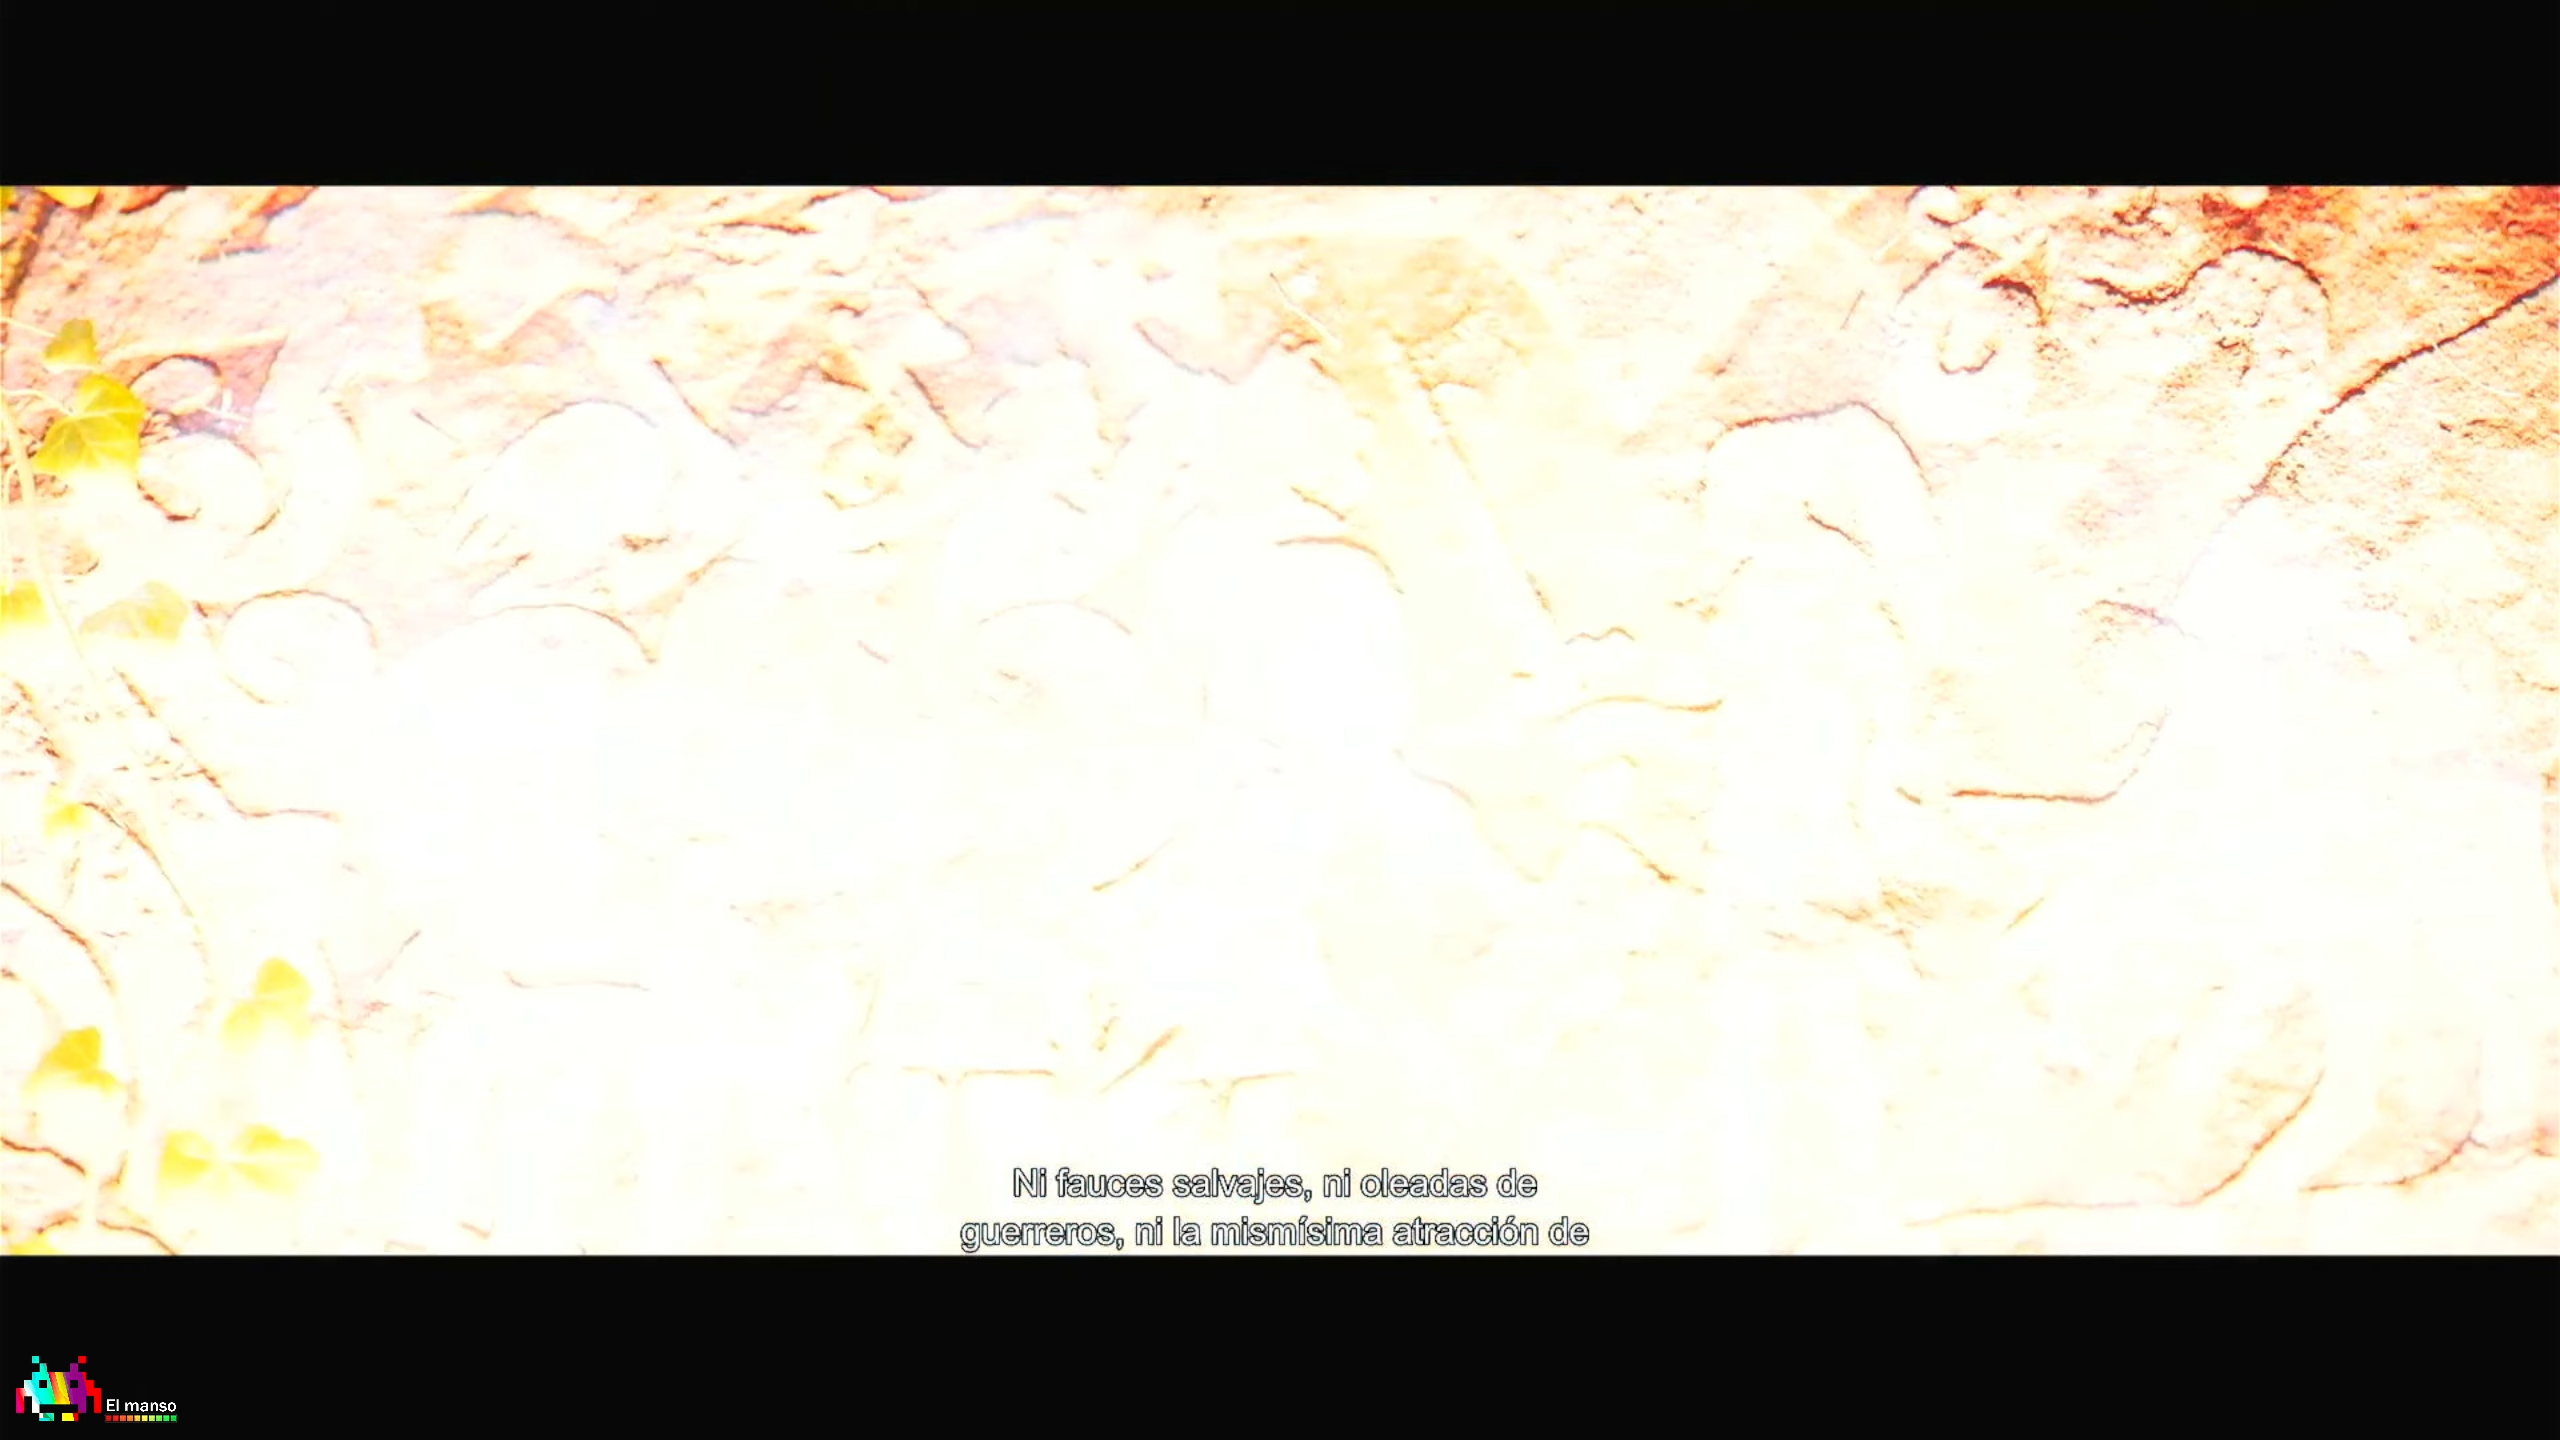 Ni fauces salvajes, ni oleadas de
guerreros, ni la mismísima atracción de
El manso